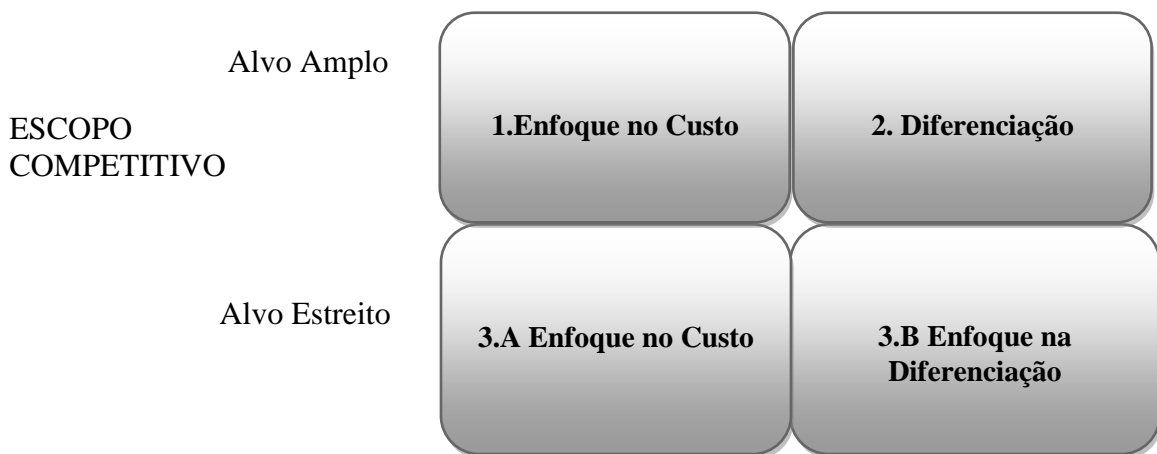 Alvo Amplo
ESCOPO
COMPETITIVO
1.Enfoque no Custo
2. Diferenciação
Alvo Estreito
3.A Enfoque no Custo
3.B Enfoque na
Diferenciação